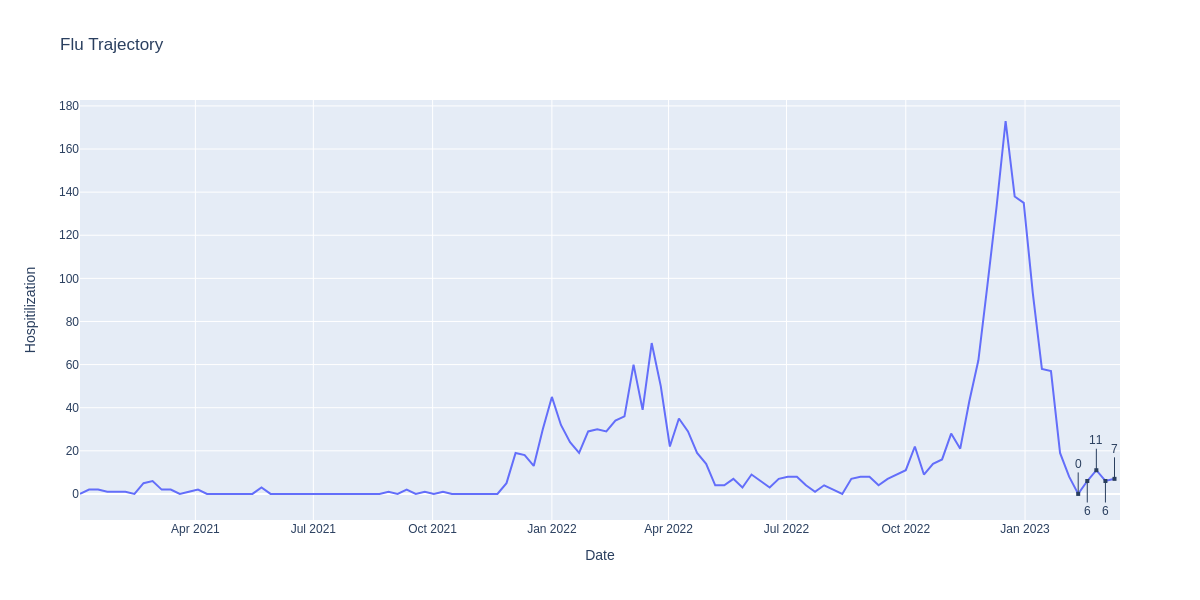 Flu Trajectory
Hospitilization
180
160
140
120
100
80
60
40
20
0
11
7
0
6
6
Apr 2021
Jul 2021
Oct 2021
Jan 2022
Apr 2022
Jul 2022
Oct 2022
Jan 2023
Date